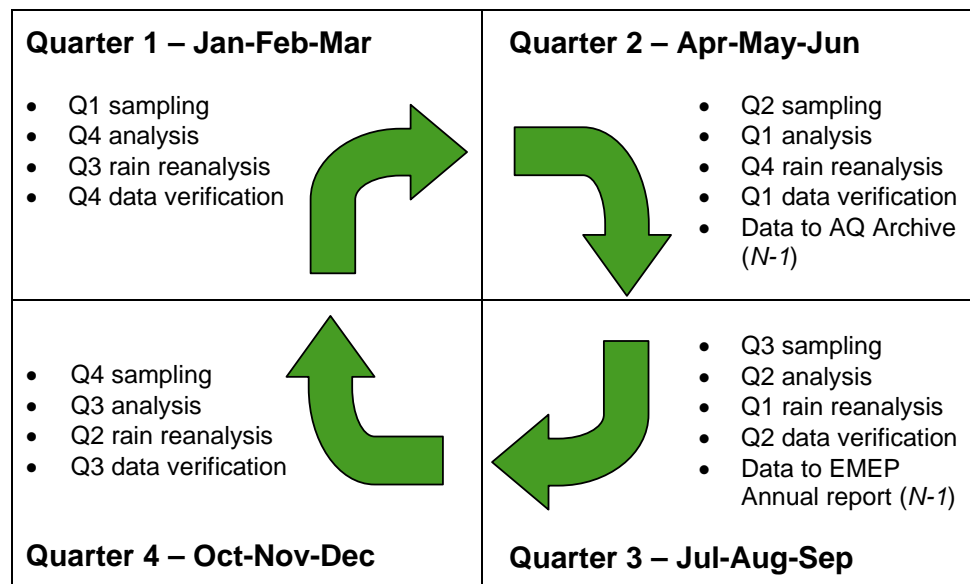 Quarter 1 – Jan-Feb-Mar
• Q1 sampling
• Q4 analysis
• Q3 rain reanalysis
• Q4 data verification
Quarter 2 – Apr-May-Jun
• Q2 sampling
• Q1 analysis
• Q4 rain reanalysis
• Q1 data verification
• Data to AQ Archive
(N-1)
• Q3 sampling
• Q2 analysis
• Q1 rain reanalysis
• Q2 data verification
• Data to EMEP
Annual report (N-1)
Quarter 3 – Jul-Aug-Sep
• Q4 sampling
• Q3 analysis
• Q2 rain reanalysis
• Q3 data verification
Quarter 4 – Oct-Nov-Dec